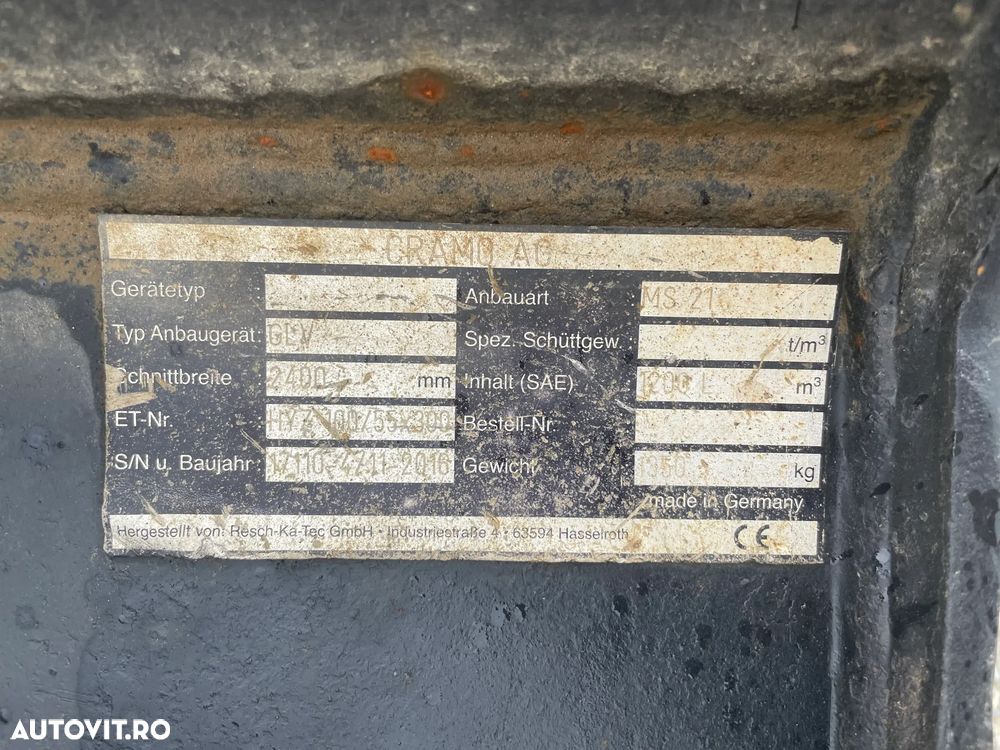 CRAMO AG
Gerätetyp
Anbauart MS 21
Typ Anbaugerät: GLV
Spez. Schüttgew. : t/m³
Schnittbreite 2400 mm
Inhalt (SAE) 1200 L m³
ET-Nr.
Bestell-Nr.
S/N u. Baujahr :
Gewicht kg
made in Germany
Hergestellt von: Resch-Ka-Tec GmbH • Industriestraße 4 • 63594 Hasselroth CE
AUTOVIT.RO